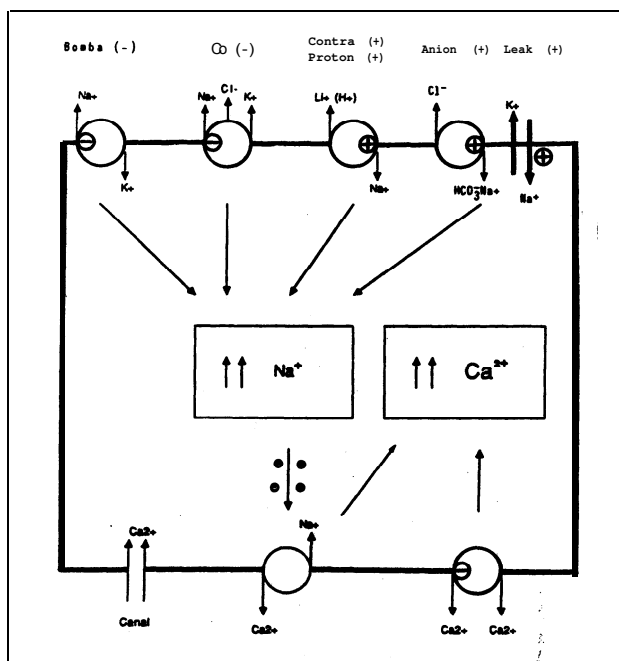 Contra (+)
Bomba (-) Co (-) Proton (+) Anion (+) Leak (+)
Na+ Na+ Cl- K+ Li+ (H+) Cl- K+
K+ Na+ HCO3-Na+ Na+
Na+ Ca2+
Na+
Ca2+
Canal Ca2+ Ca2+ Ca2+